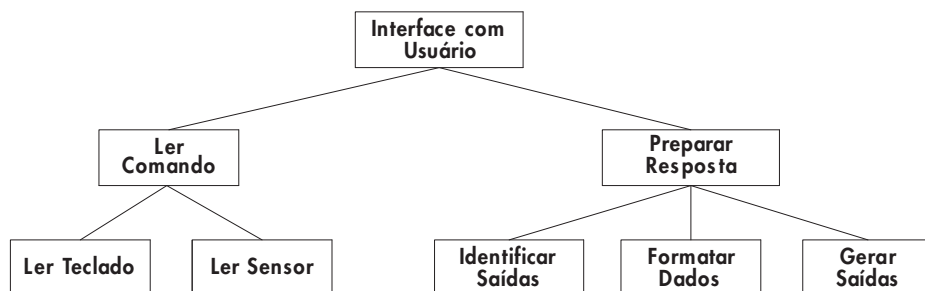 Interface com
Usuário
Ler
Comando
Preparar
Resposta
Ler Teclado
Ler Sensor
Identificar
Saídas
Formatar
Dados
Gerar
Saídas